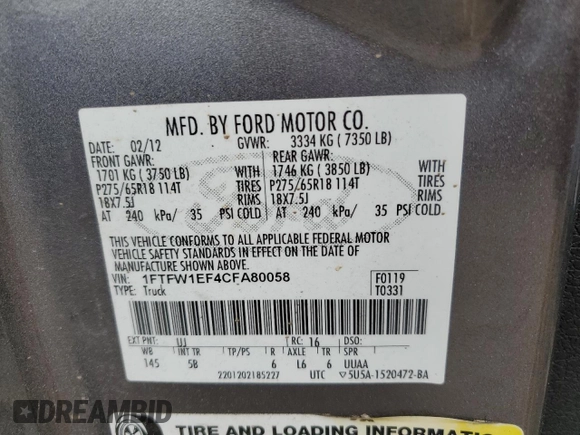 MFD. BY FORD MOTOR CO.
DATE: 02/12 GVWR: 3334 KG ( 7350 LB)
FRONT GAWR: REAR GAWR:
1701 KG ( 3750 LB) WITH 1746 KG ( 3850 LB) WITH
P275/65R18 114T TIRES P275/65R18 114T TIRES
18X7.5J RIMS 18X7.5J RIMS
AT 240 kPa/ 35 PSI COLD AT 240 kPa/ 35 PSI COLD
THIS VEHICLE CONFORMS TO ALL APPLICABLE FEDERAL MOTOR
VEHICLE SAFETY STANDARDS IN EFFECT ON THE DATE OF
MANUFACTURE SHOWN ABOVE.
VIN: 1FTFW1EF4CFA80058 F0119
TYPE: Truck T0331
EXT PNT: UJ RC: 16 DSO:
WB INT TR TP/PS R AXLE TR SPR
145 5B 6 L6 6 UUAA
2201202185227 UTC 5U5A-1520472-BA
Ford
DREAMBID
TIRE AND LOADING INFORMATION